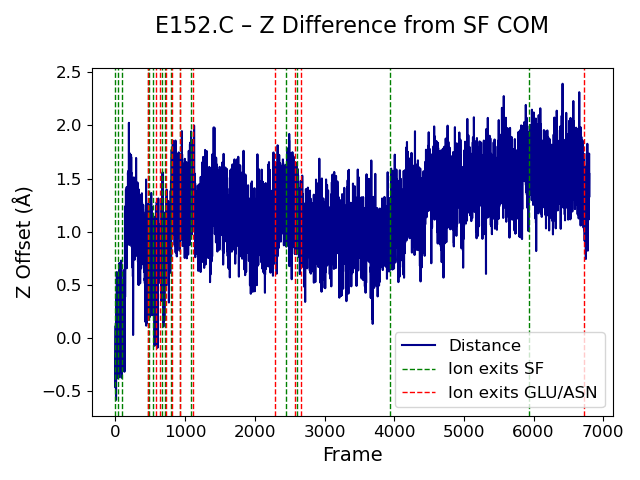 E152.C – Z Difference from SF COM
2.5
2.0
1.5
1.0
0.5
0.0
−0.5
Z Offset (Å)
Distance
Ion exits SF
Ion exits GLU/ASN
0 1000 2000 3000 4000 5000 6000 7000
Frame